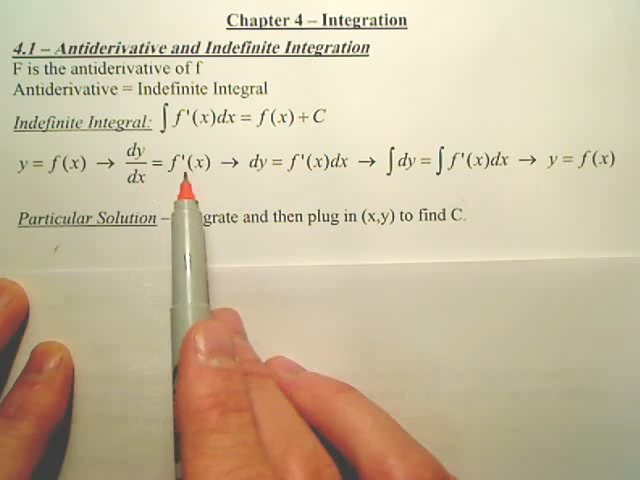 Chapter 4 – Integration
4.1 – Antiderivative and Indefinite Integration
F is the antiderivative of f
Antiderivative = Indefinite Integral
Indefinite Integral: ∫ f '(x)dx = f(x) + C
y = f(x) → dy/dx = f '(x) → dy = f '(x)dx → ∫ dy = ∫ f '(x)dx → y = f(x)
Particular Solution – grate and then plug in (x,y) to find C.